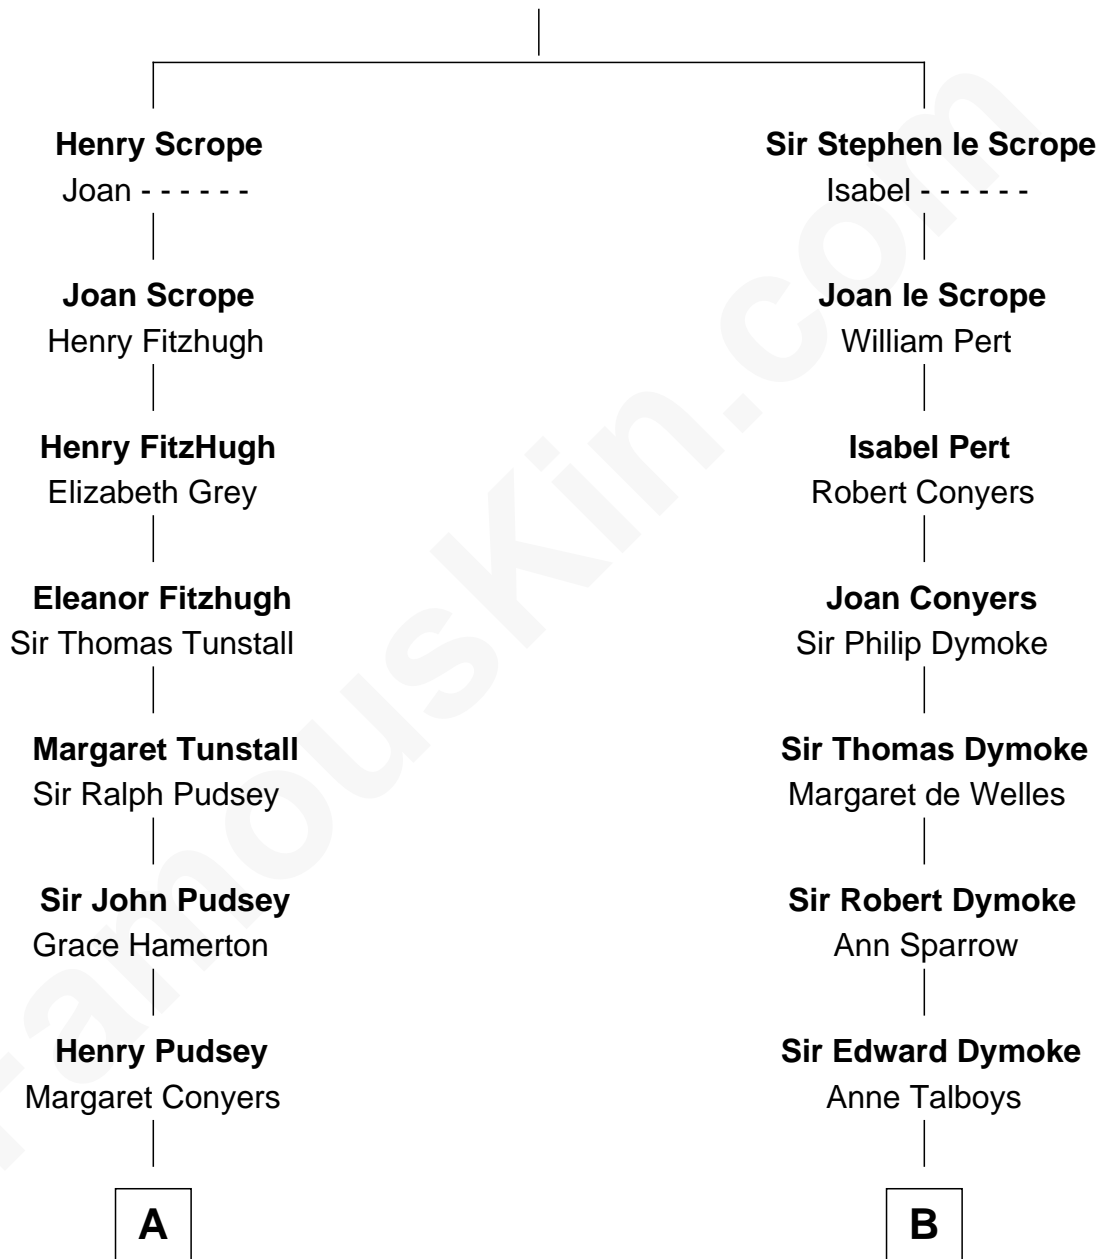 Henry Scrope
Joan - - - - - -
Joan Scrope
Henry Fitzhugh
Henry FitzHugh
Elizabeth Grey
Eleanor Fitzhugh
Sir Thomas Tunstall
Margaret Tunstall
Sir Ralph Pudsey
Sir John Pudsey
Grace Hamerton
Henry Pudsey
Margaret Conyers
A
Sir Stephen le Scrope
Isabel - - - - - -
Joan le Scrope
William Pert
Isabel Pert
Robert Conyers
Joan Conyers
Sir Philip Dymoke
Sir Thomas Dymoke
Margaret de Welles
Sir Robert Dymoke
Ann Sparrow
Sir Edward Dymoke
Anne Talboys
B
FamousKin.com